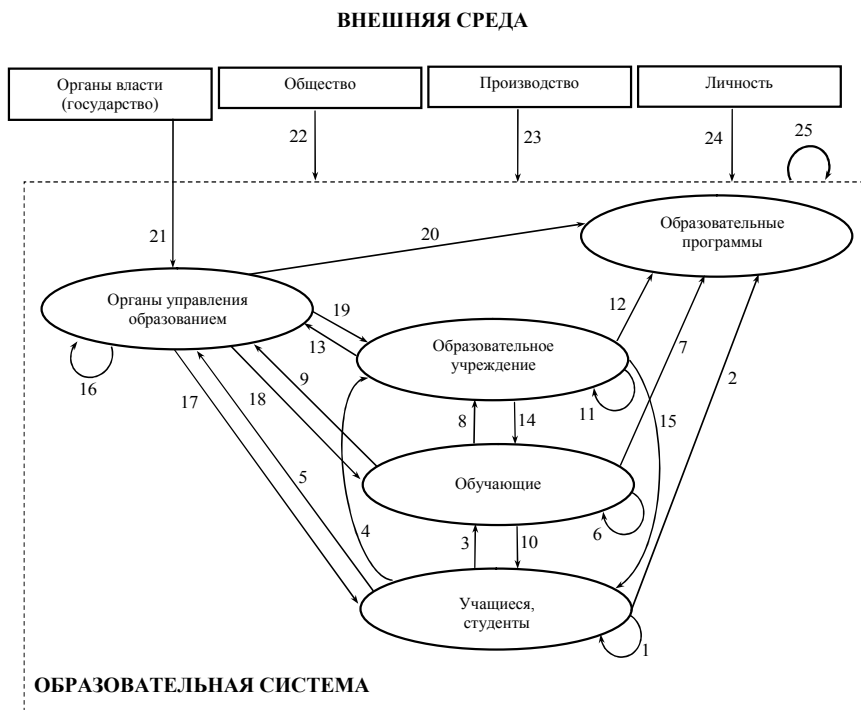 ВНЕШНЯЯ СРЕДА
Органы власти
(государство)
Общество
Производство
Личность
22
23
24
25
21
20
Образовательные
программы
Органы управления
образованием
19
13
12
Образовательное
учреждение
7
2
16
17
18
9
11
8
14
15
5
Обучающие
4
3
10
6
Учащиеся,
студенты
1
ОБРАЗОВАТЕЛЬНАЯ СИСТЕМА